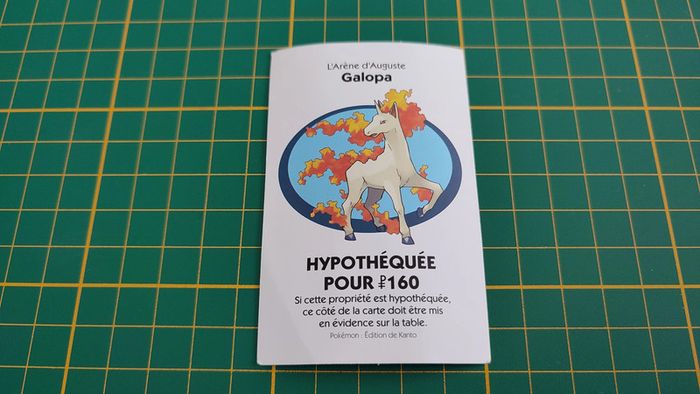 L'Arène d'Auguste
Galopa
HYPOTHÉQUÉE
POUR ₽160
Si cette propriété est hypothéquée,
ce côté de la carte doit être mis
en évidence sur la table.
Pokémon : Édition de Kanto